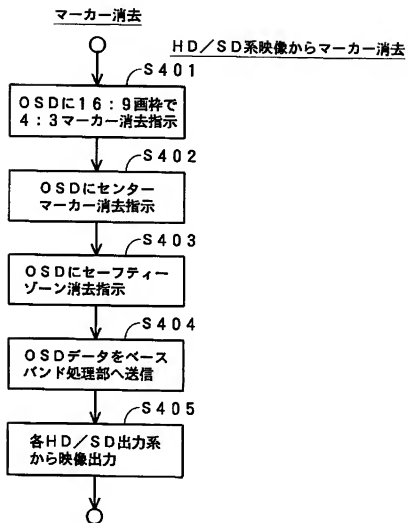 マーカー消去
HD／SD系映像からマーカー消去
S401
OSDに16：9画枠で
4：3マーカー消去指示
S402
OSDにセンター
マーカー消去指示
S403
OSDにセーフティー
ゾーン消去指示
S404
OSDデータをベース
バンド処理部へ送信
S405
各HD／SD出力系
から映像出力